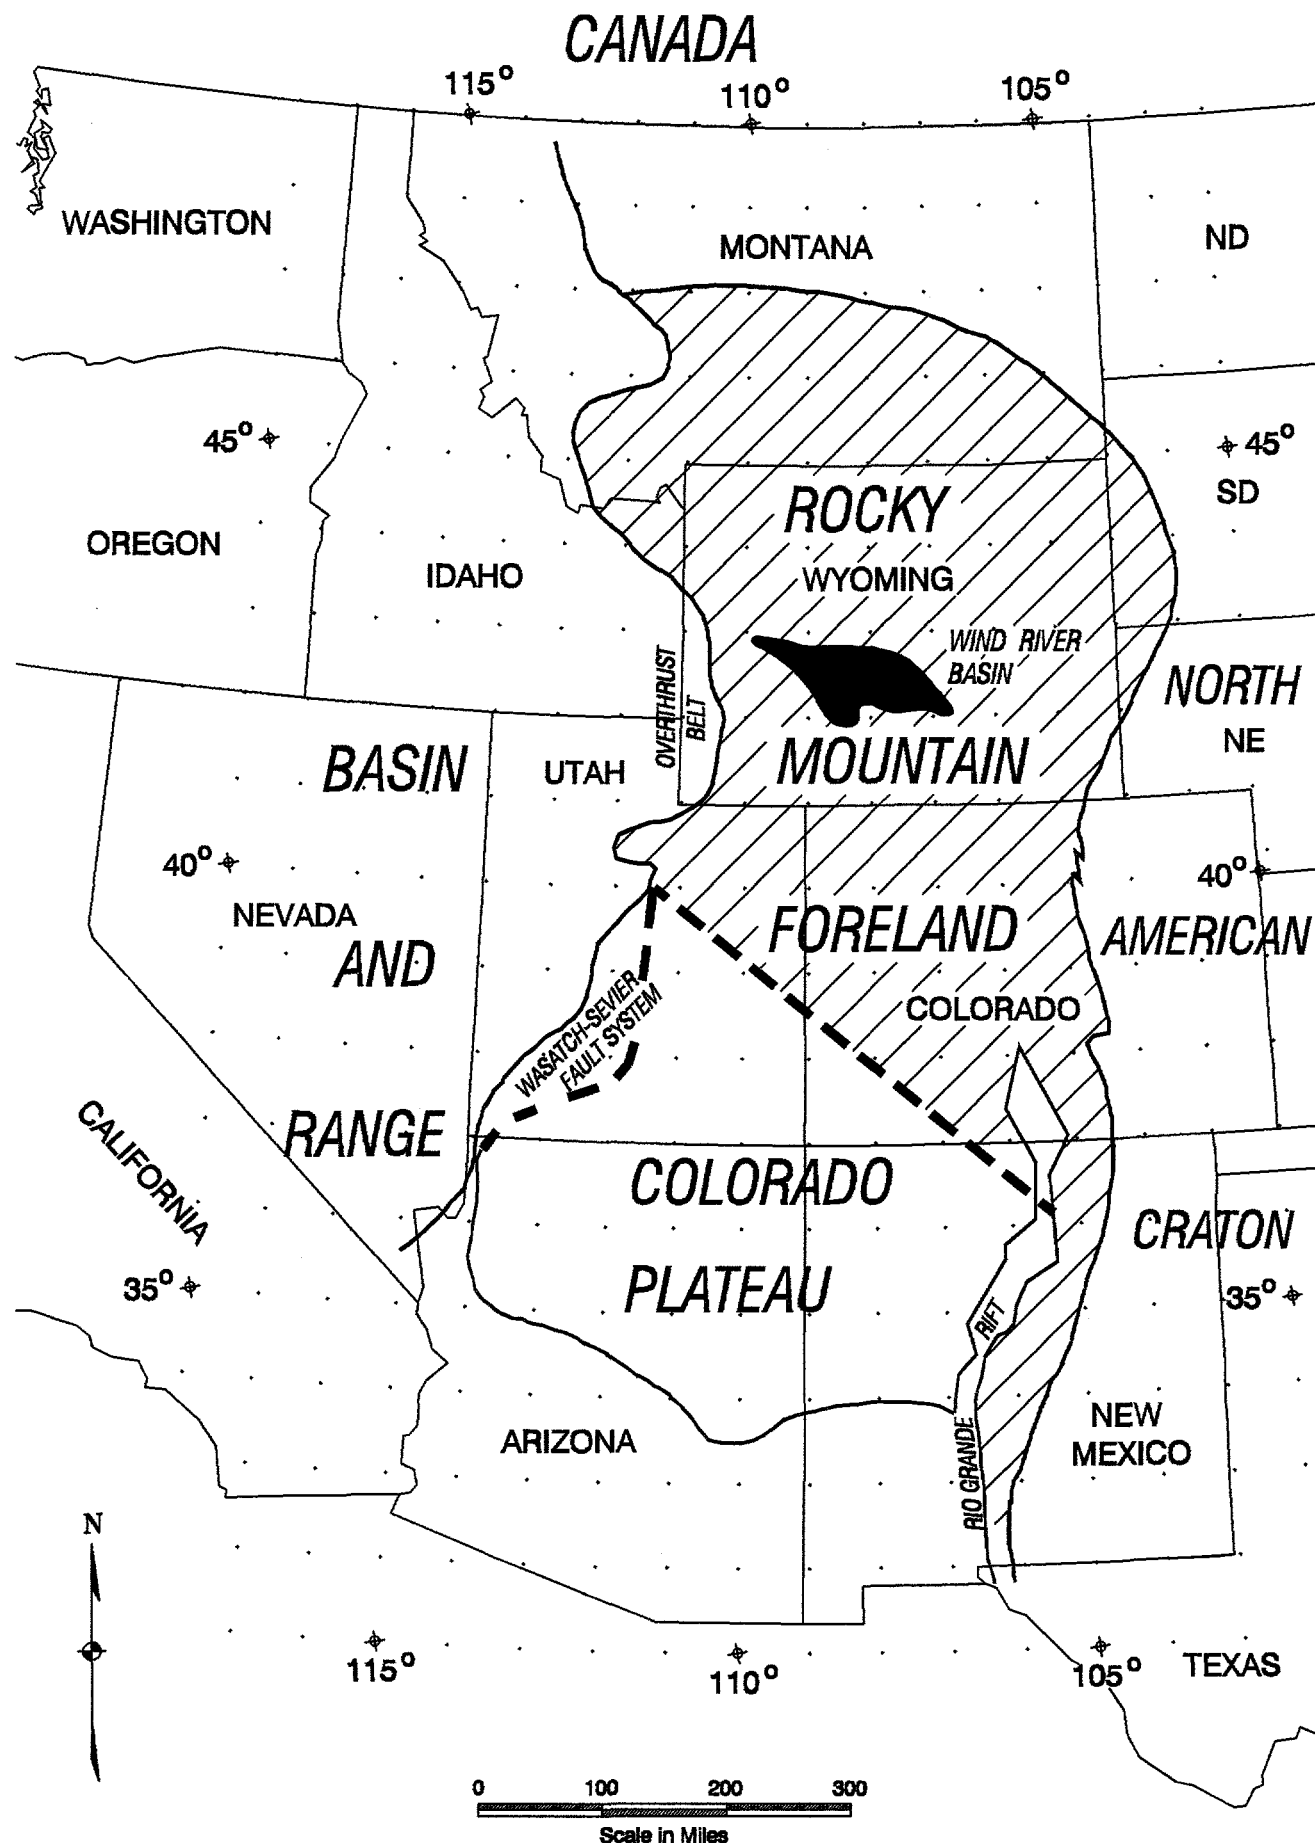 CANADA
115°
110°
105°
WASHINGTON
MONTANA
ND
45°
45°
SD
ROCKY
OREGON
IDAHO
WYOMING
WIND RIVER
BASIN
OVERTHRUST
BELT
NORTH
NE
BASIN
UTAH
MOUNTAIN
40°
40°
NEVADA
FORELAND
AMERICAN
AND
WASATCH-SEVIER
FAULT SYSTEM
COLORADO
CALIFORNIA
RANGE
COLORADO
CRATON
35°
PLATEAU
35°
RIFT
ARIZONA
NEW
MEXICO
RIO GRANDE
N
115°
110°
105°
TEXAS
0 100 200 300
Scale in Miles